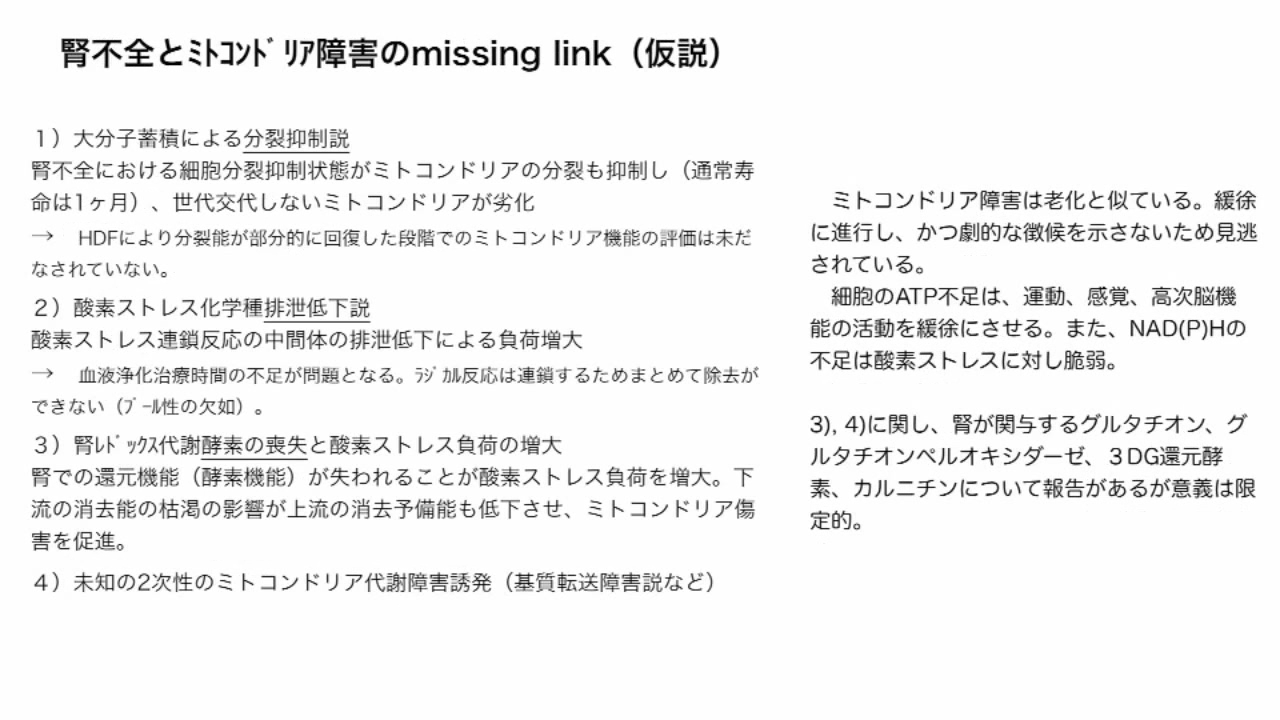 腎不全とﾐﾄｺﾝﾄﾞﾘｱ障害のmissing link（仮説）
１）大分子蓄積による分裂抑制説
腎不全における細胞分裂抑制状態がミトコンドリアの分裂も抑制し（通常寿
命は1ヶ月）、世代交代しないミトコンドリアが劣化
→　HDFにより分裂能が部分的に回復した段階でのミトコンドリア機能の評価は未だ
なされていない。
２）酸素ストレス化学種排泄低下説
酸素ストレス連鎖反応の中間体の排泄低下による負荷増大
→　血液浄化治療時間の不足が問題となる。ﾗｼﾞｶﾙ反応は連鎖するためまとめて除去が
できない（ﾌﾟｰﾙ性の欠如）。
３）腎ﾚﾄﾞｯｸｽ代謝酵素の喪失と酸素ストレス負荷の増大
腎での還元機能（酵素機能）が失われることが酸素ストレス負荷を増大。下
流の消去能の枯渇の影響が上流の消去予備能も低下させ、ミトコンドリア傷
害を促進。
４）未知の2次性のミトコンドリア代謝障害誘発（基質転送障害説など）
ミトコンドリア障害は老化と似ている。緩徐
に進行し、かつ劇的な徴候を示さないため見逃
されている。
細胞のATP不足は、運動、感覚、高次脳機
能の活動を緩徐にさせる。また、NAD(P)Hの
不足は酸素ストレスに対し脆弱。
3), 4)に関し、腎が関与するグルタチオン、グ
ルタチオンペルオキシダーゼ、３DG還元酵
素、カルニチンについて報告があるが意義は限
定的。